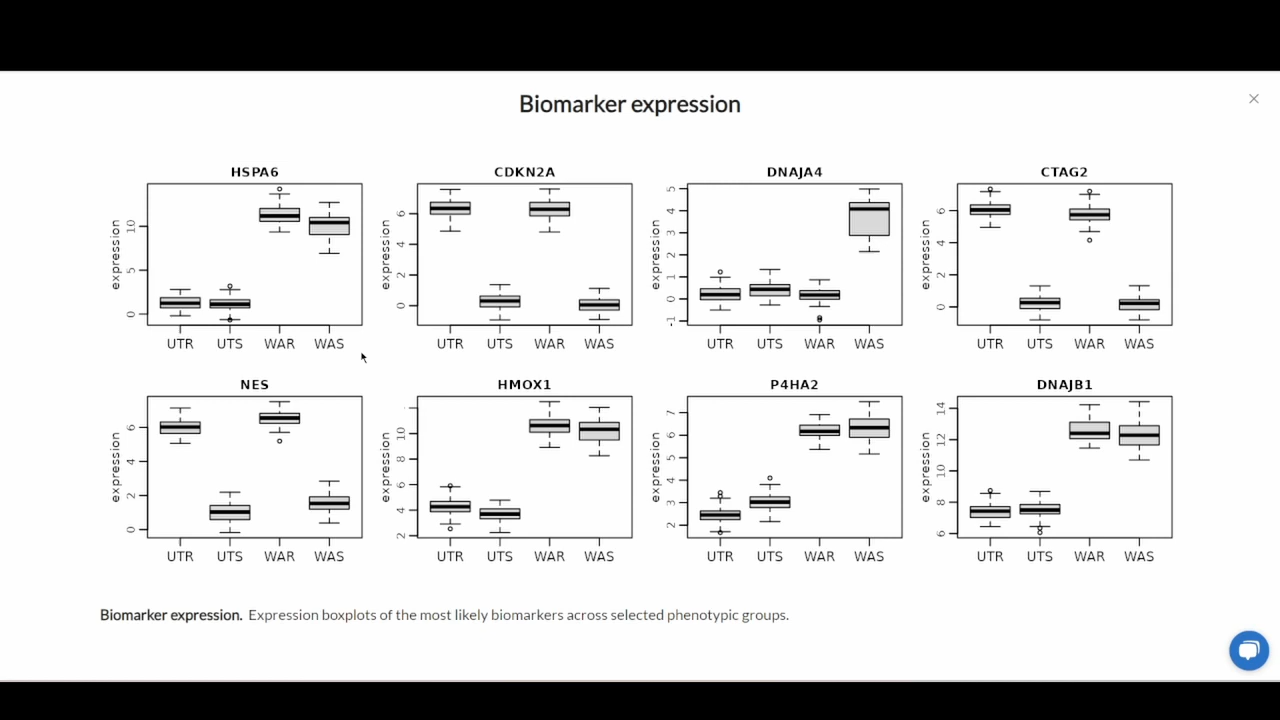 Biomarker expression
HSPA6
CDKN2A
DNAJA4
CTAG2
expression
0 5 10
UTR UTS WAR WAS
expression
0 2 4 6
UTR UTS WAR WAS
expression
-1 0 1 2 3 4 5
UTR UTS WAR WAS
expression
0 2 4 6
UTR UTS WAR WAS
NES
HMOX1
P4HA2
DNAJB1
expression
0 2 4 6
UTR UTS WAR WAS
expression
2 4 6 8 10
UTR UTS WAR WAS
expression
2 3 4 5 6 7
UTR UTS WAR WAS
expression
6 8 10 12 14
UTR UTS WAR WAS
Biomarker expression. Expression boxplots of the most likely biomarkers across selected phenotypic groups.